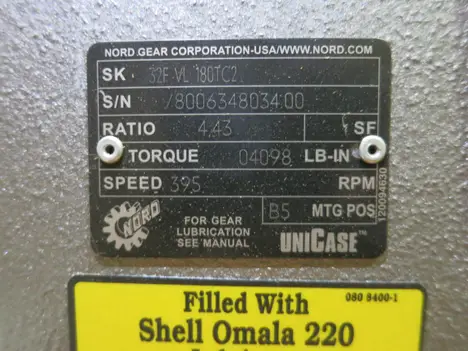 NORD GEAR CORPORATION-USA/WWW.NORD.COM
SK 32F VL 180TC2
S/N /8006348034:00
RATIO 4.43 SF
TORQUE 04098 LB-IN
SPEED 395 RPM
B5 MTG POS
120094630
NORD
FOR GEAR
LUBRICATION
SEE MANUAL
UNICASE™
Filled With 080 8400-1
Shell Omala 220